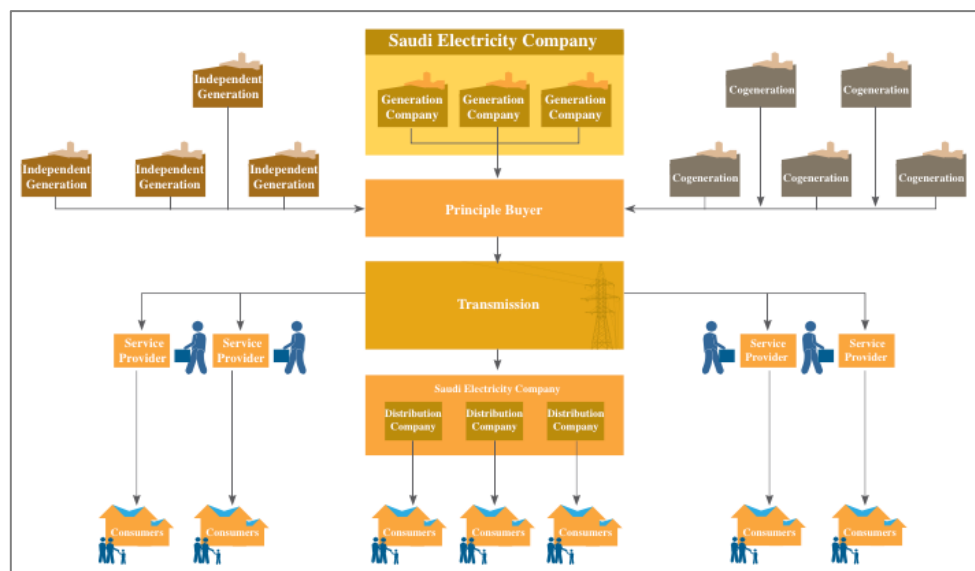 Saudi Electricity Company
Independent
Generation
Cogeneration
Cogeneration
Generation
Company
Generation
Company
Generation
Company
Independent
Generation
Independent
Generation
Independent
Generation
Cogeneration
Cogeneration
Cogeneration
Principle Buyer
Transmission
Service
Provider
Service
Provider
Service
Provider
Service
Provider
Saudi Electricity Company
Distribution
Company
Distribution
Company
Distribution
Company
Consumers
Consumers
Consumers
Consumers
Consumers
Consumers
Consumers